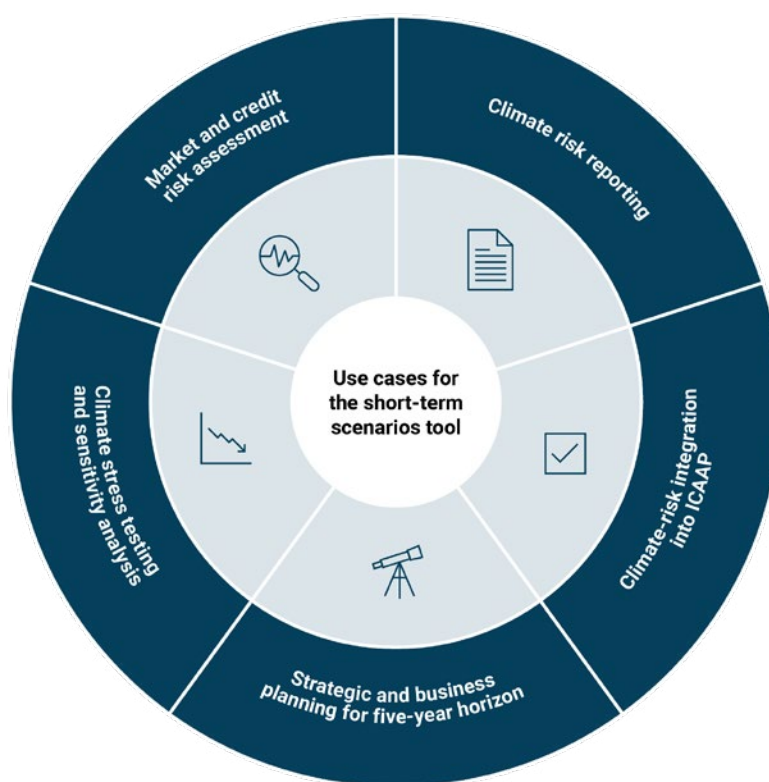 Market and credit
risk assessment
Climate risk reporting
Use cases for
the short-term
scenarios tool
Climate stress testing
and sensitivity analysis
Climate-risk integration
into ICAAP
Strategic and business
planning for five-year horizon